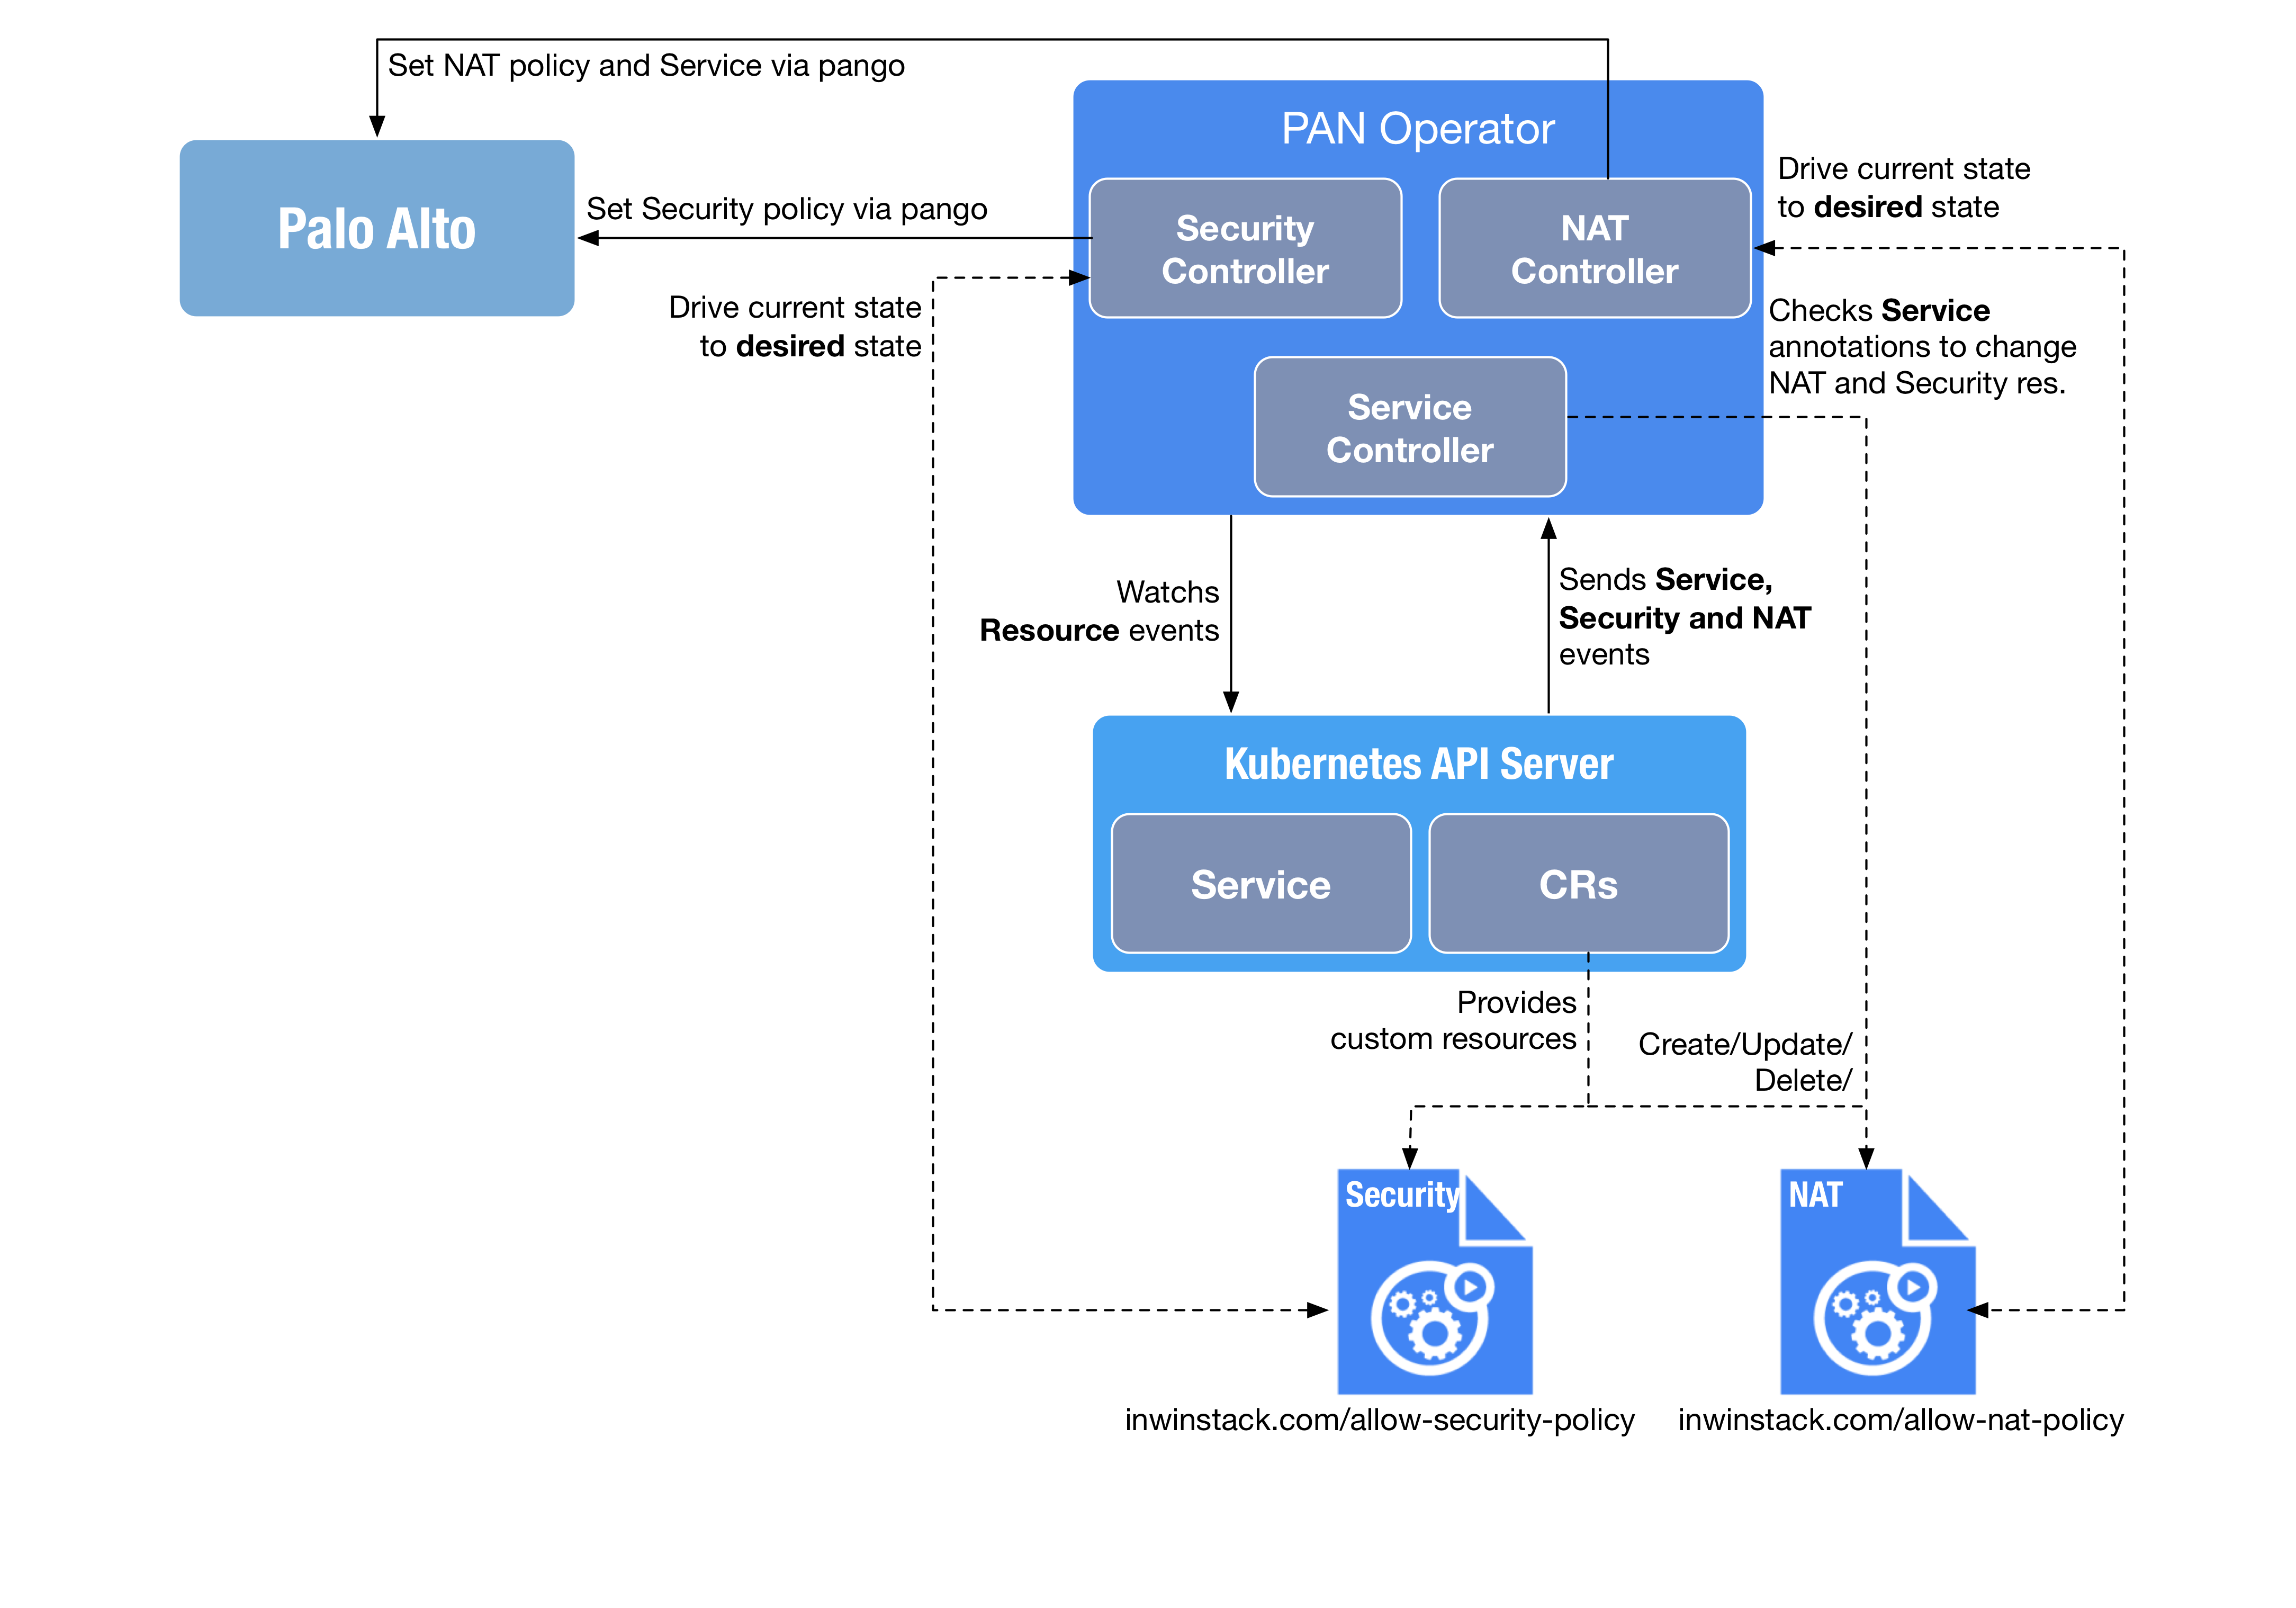 Set NAT policy and Service via pango
PAN Operator
Palo Alto
Set Security policy via pango
Security
Controller
NAT
Controller
Drive current state
to desired state
Drive current state
to desired state
Checks Service
annotations to change
NAT and Security res.
Service
Controller
Watchs
Resource events
Sends Service,
Security and NAT
events
Kubernetes API Server
Service
CRs
Provides
custom resources
Create/Update/
Delete/
Security
NAT
inwinstack.com/allow-security-policy
inwinstack.com/allow-nat-policy